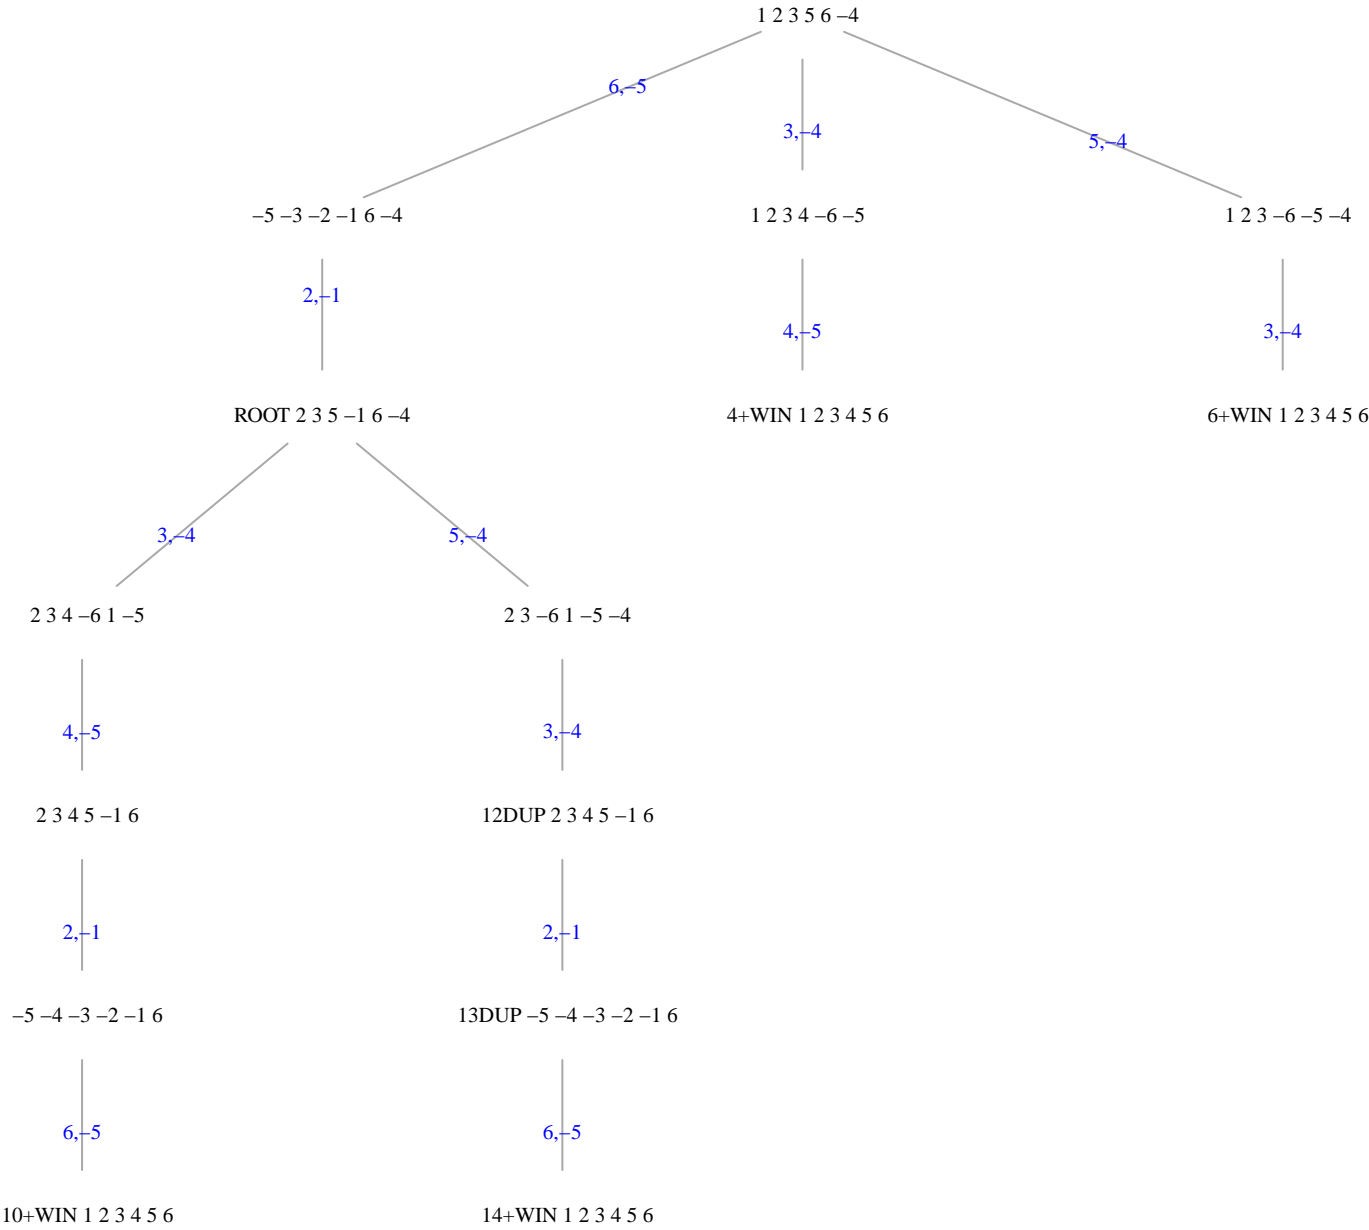 1 2 3 5 6 –4
6,–5
3,–4
5,–4
–5 –3 –2 –1 6 –4
1 2 3 4 –6 –5
1 2 3 –6 –5 –4
2,–1
4,–5
3,–4
ROOT 2 3 5 –1 6 –4
4+WIN 1 2 3 4 5 6
6+WIN 1 2 3 4 5 6
3,–4
5,–4
2 3 4 –6 1 –5
2 3 –6 1 –5 –4
4,–5
3,–4
2 3 4 5 –1 6
12DUP 2 3 4 5 –1 6
2,–1
2,–1
–5 –4 –3 –2 –1 6
13DUP –5 –4 –3 –2 –1 6
6,–5
6,–5
10+WIN 1 2 3 4 5 6
14+WIN 1 2 3 4 5 6